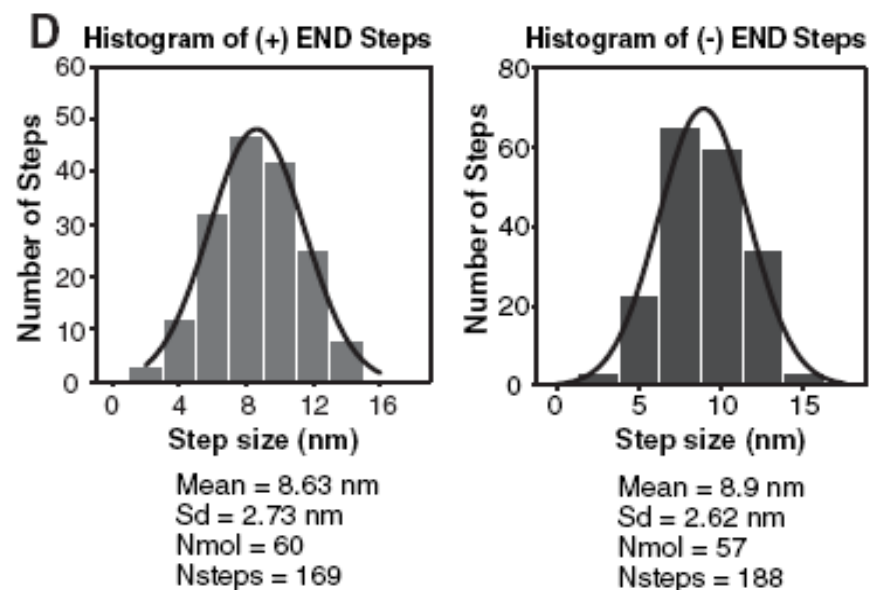 D
Histogram of (+) END Steps
Number of Steps
60
50
40
30
20
10
0
0 4 8 12 16
Step size (nm)
Mean = 8.63 nm
Sd = 2.73 nm
Nmol = 60
Nsteps = 169
Histogram of (-) END Steps
Number of Steps
80
60
40
20
0
0 5 10 15
Step size (nm)
Mean = 8.9 nm
Sd = 2.62 nm
Nmol = 57
Nsteps = 188